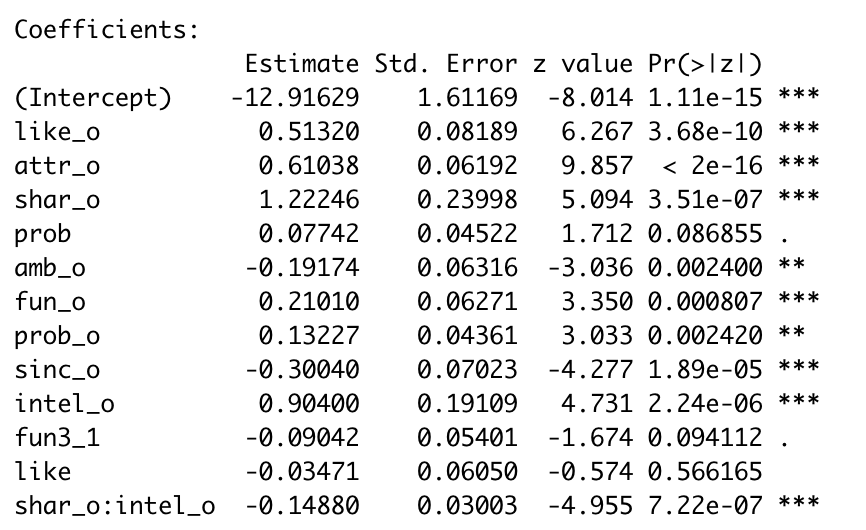 Coefficients:
Estimate Std. Error z value Pr(>|z|)
(Intercept) -12.91629 1.61169 -8.014 1.11e-15 ***
like_o 0.51320 0.08189 6.267 3.68e-10 ***
attr_o 0.61038 0.06192 9.857 < 2e-16 ***
shar_o 1.22246 0.23998 5.094 3.51e-07 ***
prob 0.07742 0.04522 1.712 0.086855 .
amb_o -0.19174 0.06316 -3.036 0.002400 **
fun_o 0.21010 0.06271 3.350 0.000807 ***
prob_o 0.13227 0.04361 3.033 0.002420 **
sinc_o -0.30040 0.07023 -4.277 1.89e-05 ***
intel_o 0.90400 0.19109 4.731 2.24e-06 ***
fun3_1 -0.09042 0.05401 -1.674 0.094112 .
like -0.03471 0.06050 -0.574 0.566165
shar_o:intel_o -0.14880 0.03003 -4.955 7.22e-07 ***